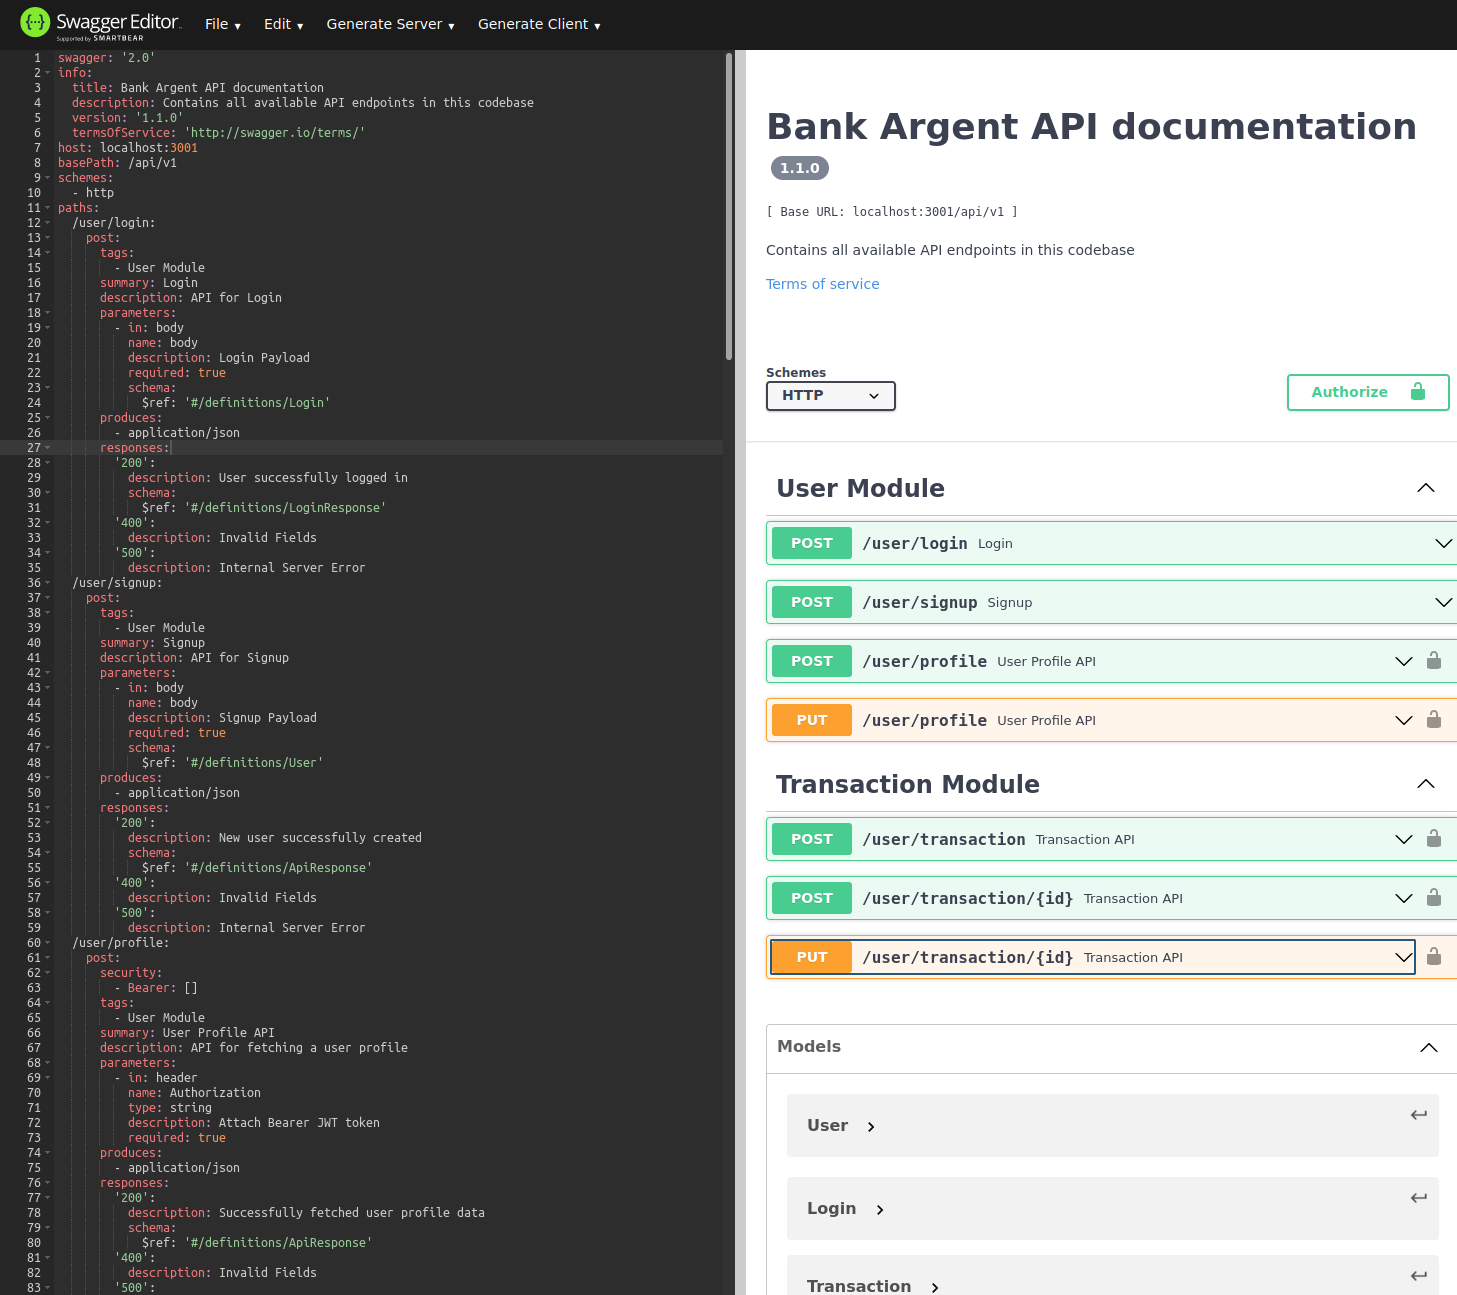 Swagger Editor.
Supported by SMARTBEAR
File
Edit
Generate Server
Generate Client
1 swagger: '2.0'
2 info:
3 title: Bank Argent API documentation
4 description: Contains all available API endpoints in this codebase
5 version: '1.1.0'
6 termsOfService: 'http://swagger.io/terms/'
7 host: localhost:3001
8 basePath: /api/v1
9 schemes:
10 - http
11 paths:
12 /user/login:
13 post:
14 tags:
15 - User Module
16 summary: Login
17 description: API for Login
18 parameters:
19 - in: body
20 name: body
21 description: Login Payload
22 required: true
23 schema:
24 $ref: '#/definitions/Login'
25 produces:
26 - application/json
27 responses:
28 '200':
29 description: User successfully logged in
30 schema:
31 $ref: '#/definitions/LoginResponse'
32 '400':
33 description: Invalid Fields
34 '500':
35 description: Internal Server Error
36 /user/signup:
37 post:
38 tags:
39 - User Module
40 summary: Signup
41 description: API for Signup
42 parameters:
43 - in: body
44 name: body
45 description: Signup Payload
46 required: true
47 schema:
48 $ref: '#/definitions/User'
49 produces:
50 - application/json
51 responses:
52 '200':
53 description: New user successfully created
54 schema:
55 $ref: '#/definitions/ApiResponse'
56 '400':
57 description: Invalid Fields
58 '500':
59 description: Internal Server Error
60 /user/profile:
61 post:
62 security:
63 - Bearer: []
64 tags:
65 - User Module
66 summary: User Profile API
67 description: API for fetching a user profile
68 parameters:
69 - in: header
70 name: Authorization
71 type: string
72 description: Attach Bearer JWT token
73 required: true
74 produces:
75 - application/json
76 responses:
77 '200':
78 description: Successfully fetched user profile data
79 schema:
80 $ref: '#/definitions/ApiResponse'
81 '400':
82 description: Invalid Fields
83 '500':
Bank Argent API documentation
1.1.0
[ Base URL: localhost:3001/api/v1 ]
Contains all available API endpoints in this codebase
Terms of service
Schemes
HTTP
Authorize
User Module
POST /user/login Login
POST /user/signup Signup
POST /user/profile User Profile API
PUT /user/profile User Profile API
Transaction Module
POST /user/transaction Transaction API
POST /user/transaction/{id} Transaction API
PUT /user/transaction/{id} Transaction API
Models
User
Login
Transaction